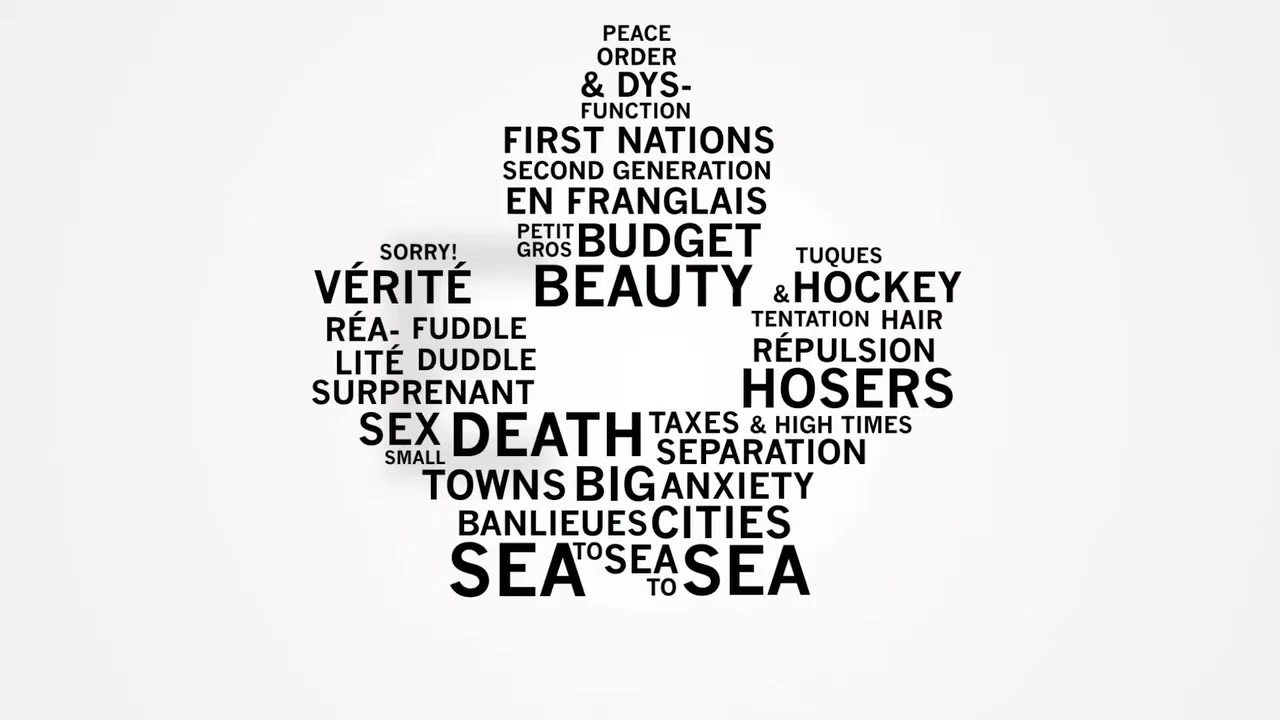 PEACE
ORDER
& DYS-
FUNCTION
FIRST NATIONS
SECOND GENERATION
EN FRANGLAIS
PETIT
GROS BUDGET
BEAUTY
SORRY!
VÉRITÉ
RÉA- FUDDLE
LITÉ DUDDLE
SURPRENANT
TUQUES
& HOCKEY
TENTATION HAIR
RÉPULSION
HOSERS
SEX DEATH TAXES & HIGH TIMES
SMALL SEPARATION
TOWNS BIG ANXIETY
BANLIEUES CITIES
SEA TO SEA TO SEA